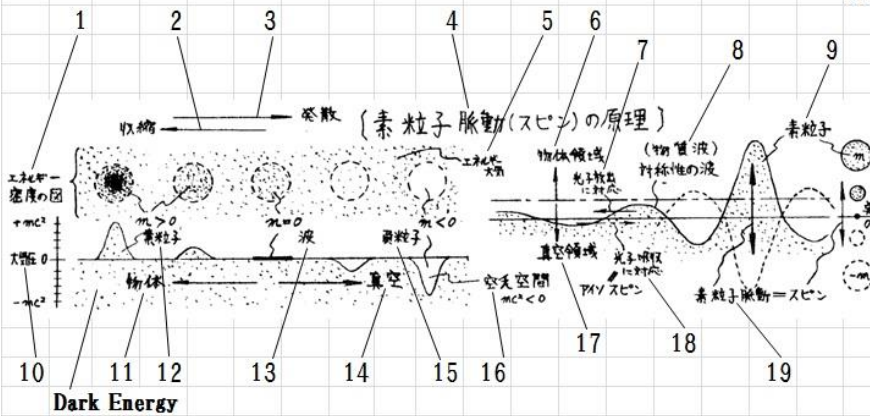 1 2 3 4 5 6 7 8 9
収縮 発散 {素粒子脈動(スピン)の原理}
エネルギー
密度の図
エネルギー
大気
物体領域
光子放出
に対応
(物質波)
対称性の波
素粒子
m
m>0 m=0 m<0
+mc²
素粒子 波 負粒子
大気圧 0
真空領域
光子吸収
に対応
アイソスピン
素粒子脈動=スピン
-m
物体 真空
空毛空間
mc²<0
-mc²
10 11 12 13 14 15 16 17 18 19
Dark Energy